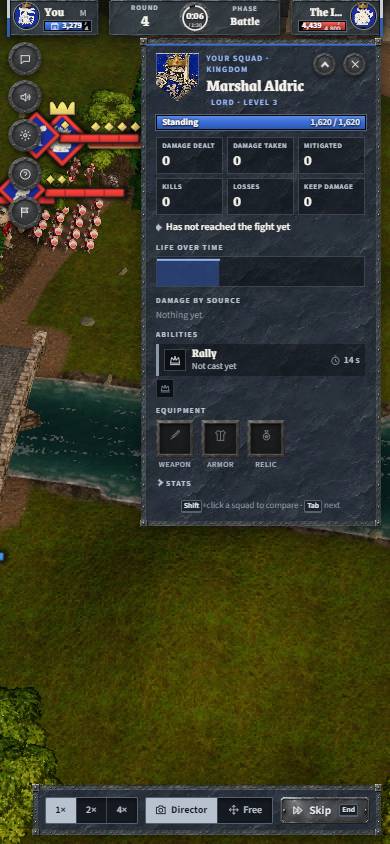 You M
3,279
ROUND
4
0:06
PHASE
Battle
The L...
4,439
YOUR SQUAD ·
KINGDOM
Marshal Aldric
LORD · LEVEL 3
Standing 1,620 / 1,620
DAMAGE DEALT DAMAGE TAKEN MITIGATED
0 0 0
KILLS LOSSES KEEP DAMAGE
0 0 0
Has not reached the fight yet
LIFE OVER TIME
DAMAGE BY SOURCE
Nothing yet
ABILITIES
Rally
Not cast yet
14 s
EQUIPMENT
WEAPON ARMOR RELIC
STATS
Shift+click a squad to compare · Tab next
1× 2× 4× Director Free Skip End